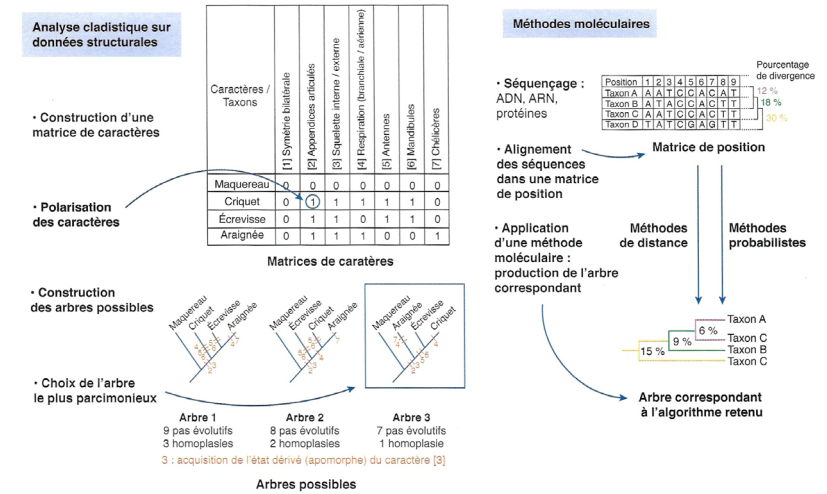 Analyse cladistique sur
données structurales
• Construction d'une
matrice de caractères
• Polarisation
des caractères
• Construction
des arbres possibles
• Choix de l'arbre
le plus parcimonieux
Caractères /
Taxons
[1] Symétrie bilatérale
[2] Appendices articulés
[3] Squelette interne / externe
[4] Respiration (branchiale / aérienne)
[5] Antennes
[6] Mandibules
[7] Chélicères
Maquereau 0 0 0 0 0 0 0
Criquet 0 1 1 1 1 1 0
Écrevisse 0 1 1 0 1 1 0
Araignée 0 1 1 1 0 0 1
Matrices de caratères
Maquereau
Criquet
Écrevisse
Araignée
Maquereau
Écrevisse
Criquet
Araignée
Maquereau
Araignée
Écrevisse
Criquet
Arbre 1
9 pas évolutifs
3 homoplasies
Arbre 2
8 pas évolutifs
2 homoplasies
Arbre 3
7 pas évolutifs
1 homoplasie
3 : acquisition de l'état dérivé (apomorphe) du caractère [3]
Arbres possibles
Méthodes moléculaires
• Séquençage :
ADN, ARN,
protéines
• Alignement
des séquences
dans une matrice
de position
• Application
d'une méthode
moléculaire :
production de l'arbre
correspondant
Pourcentage
de divergence
Position 1 2 3 4 5 6 7 8 9
Taxon A A A T C C A C A T
Taxon B A T A C C A C T T
Taxon C A A T C C A C T T
Taxon D T A T C G A G T T
12 %
18 %
30 %
Matrice de position
Méthodes
de distance
Méthodes
probabilistes
15 %
9 %
6 %
Taxon A
Taxon C
Taxon B
Taxon C
Arbre correspondant
à l'algorithme retenu